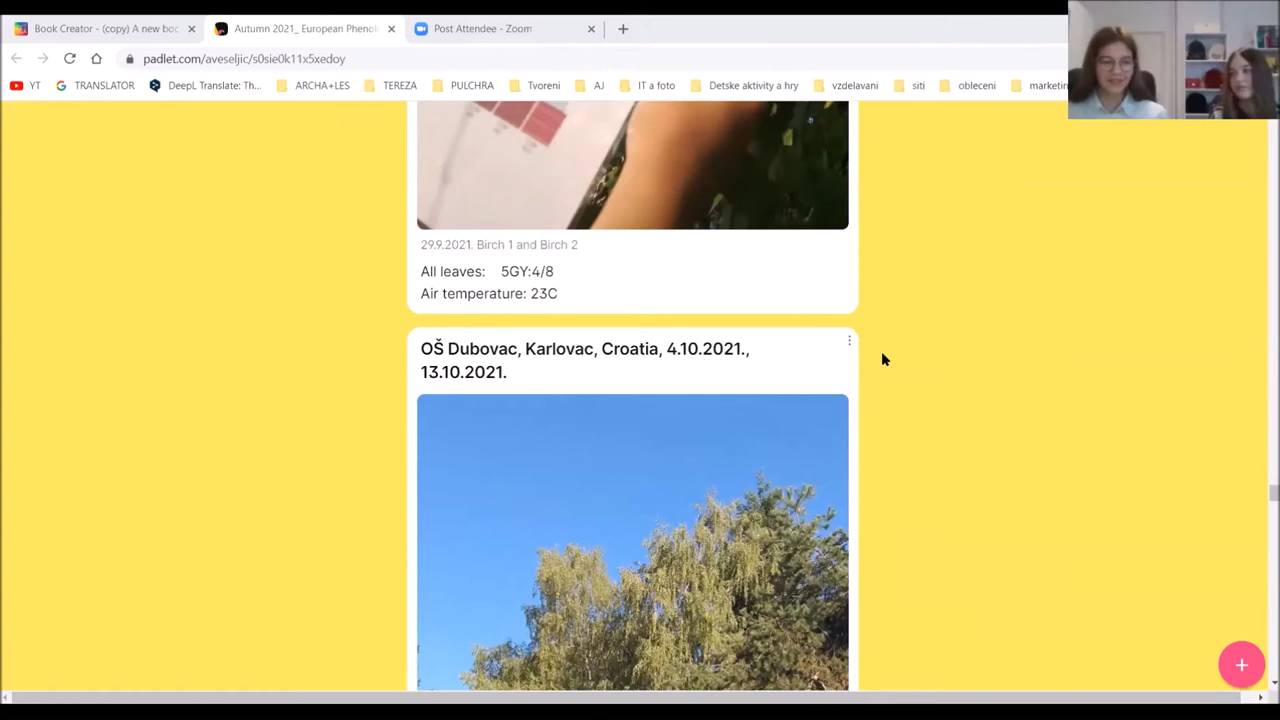 Book Creator - (copy) A new boo
Autumn 2021_ European Phenol
Post Attendee - Zoom
padlet.com/aveseljic/s0sie0k11x5xedoy
YT TRANSLATOR DeepL Translate: Th... ARCHA+LES TEREZA PULCHRA Tvoreni AJ IT a foto Detske aktivity a hry vzdelavani siti obleceni marketin
29.9.2021. Birch 1 and Birch 2
All leaves: 5GY:4/8
Air temperature: 23C
OŠ Dubovac, Karlovac, Croatia, 4.10.2021.,
13.10.2021.